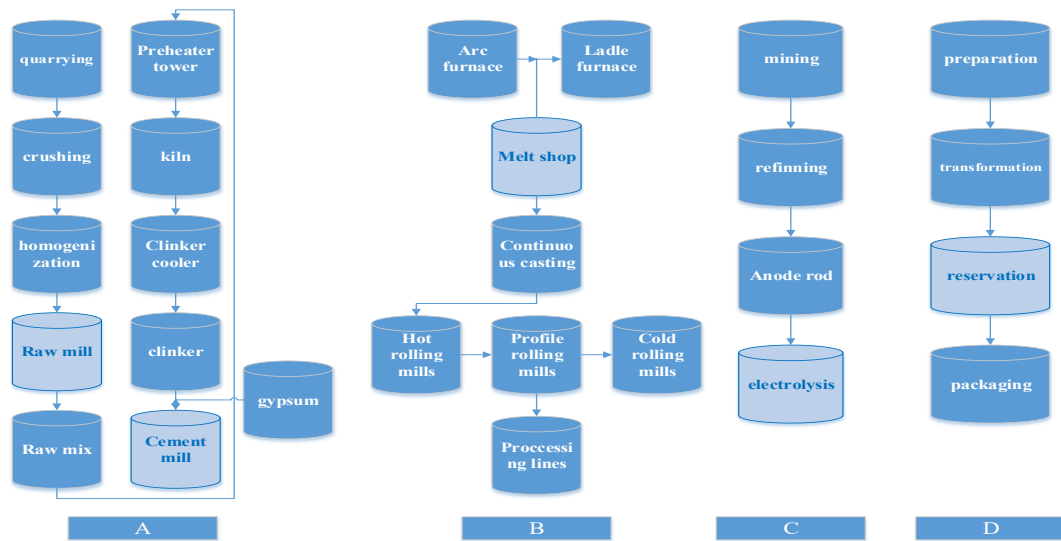 quarrying
crushing
homogeni
zation
Raw mill
Raw mix
Preheater
tower
kiln
Clinker
cooler
clinker
gypsum
Cement
mill
A
Arc
furnace
Ladle
furnace
Melt shop
Continuo
us casting
Hot
rolling
mills
Profile
rolling
mills
Cold
rolling
mills
Proccessi
ng lines
B
mining
refinning
Anode rod
electrolysis
C
preparation
transformation
reservation
packaging
D